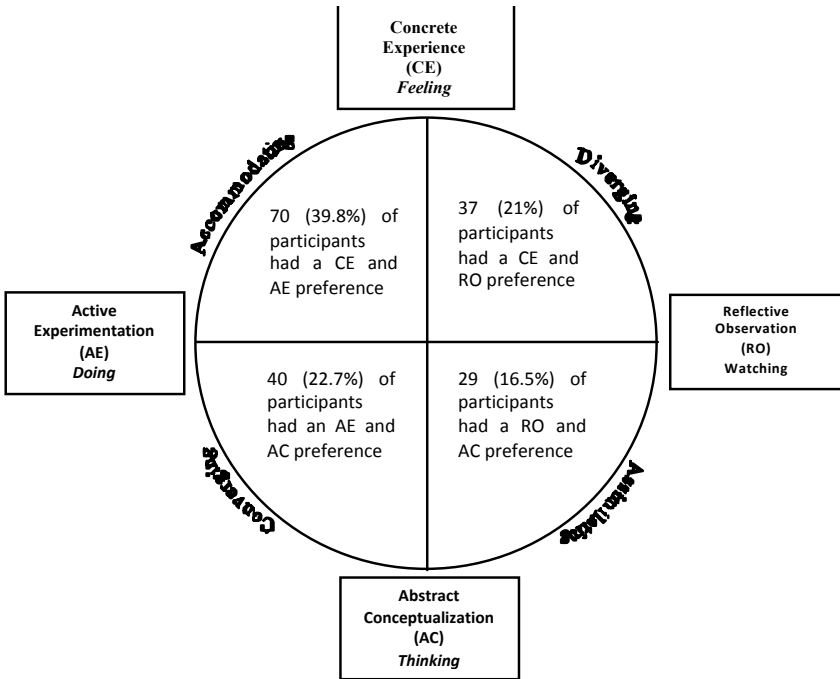 Concrete
Experience
(CE)
Feeling
Accommodating
Diverging
70 (39.8%) of
participants
had a CE and
AE preference
37 (21%) of
participants
had a CE and
RO preference
Active
Experimentation
(AE)
Doing
Reflective
Observation
(RO)
Watching
40 (22.7%) of
participants
had an AE and
AC preference
29 (16.5%) of
participants
had a RO and
AC preference
Converging
Assimilating
Abstract
Conceptualization
(AC)
Thinking